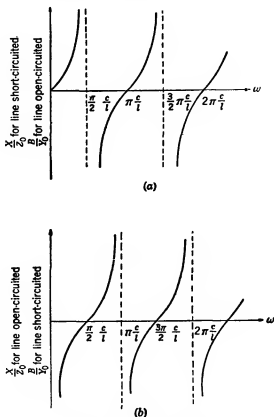 X/Z₀ for line short-circuited
B/Y₀ for line open-circuited
π/2 c/l
π c/l
3/2 π c/l
2π c/l
ω
(a)
X/Z₀ for line open-circuited
B/Y₀ for line short-circuited
π/2 c/l
π c/l
3π/2 c/l
2π c/l
ω
(b)